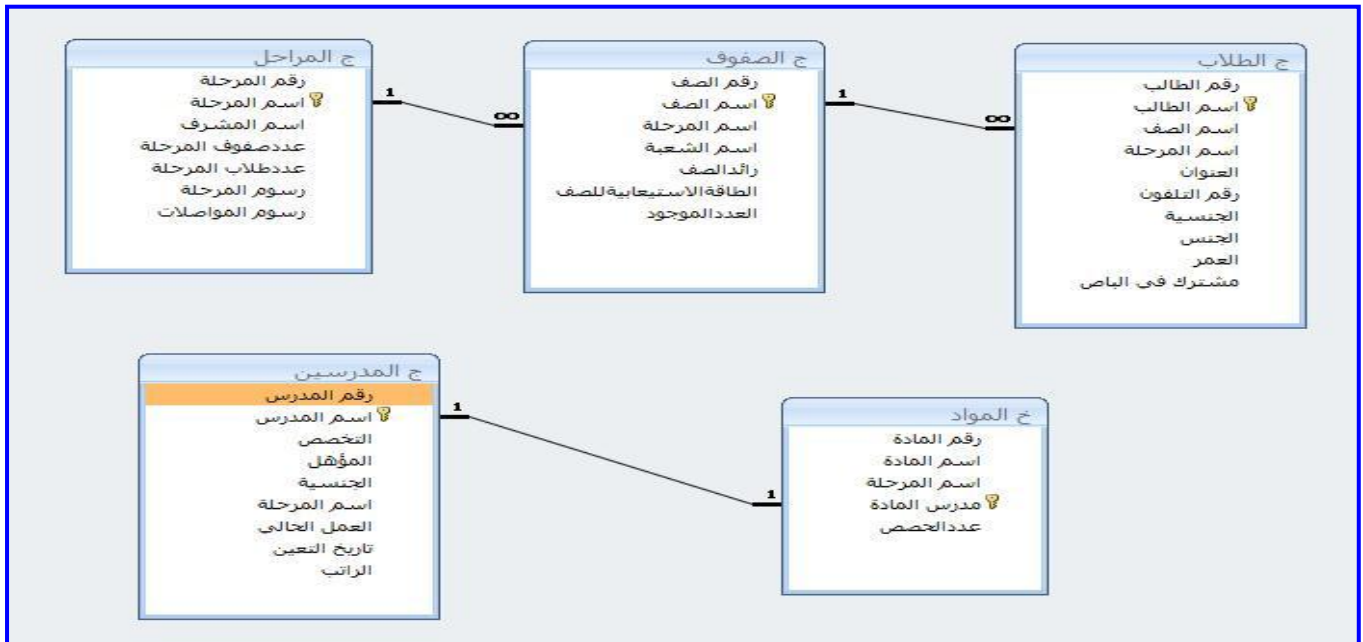 ج الطلاب
رقم الطالب
اسم الطالب
اسم الصف
اسم المرحلة
العنوان
رقم التلفون
الجنسية
الجنس
العمر
مشترك في الباص
ج الصفوف
رقم الصف
اسم الصف
اسم المرحلة
اسم الشعبة
رائدالصف
الطاقةالاستيعابيةللصف
العددالموجود
ج المراحل
رقم المرحلة
اسم المرحلة
اسم المشرف
عددصفوف المرحلة
عددطلاب المرحلة
رسوم المرحلة
رسوم المواصلات
1
∞
1
∞
خ المواد
رقم المادة
اسم المادة
اسم المرحلة
مدرس المادة
عددالحصص
ج المدرسين
رقم المدرس
اسم المدرس
التخصص
المؤهل
الجنسية
اسم المرحلة
العمل الحالي
تاريخ التعين
الراتب
1
1